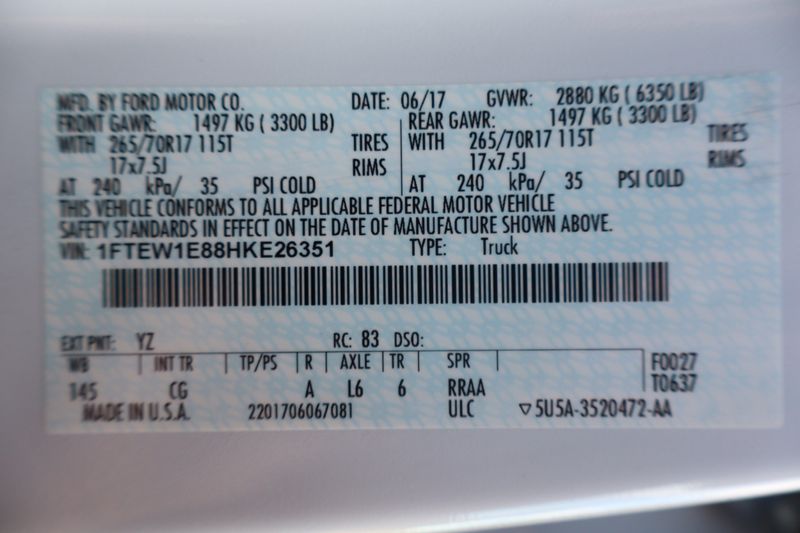 MFD. BY FORD MOTOR CO. DATE: 06/17 GVWR: 2880 KG ( 6350 LB)
FRONT GAWR: 1497 KG ( 3300 LB) REAR GAWR: 1497 KG ( 3300 LB)
WITH 265/70R17 115T TIRES WITH 265/70R17 115T TIRES
17x7.5J RIMS 17x7.5J RIMS
AT 240 kPa/ 35 PSI COLD AT 240 kPa/ 35 PSI COLD
THIS VEHICLE CONFORMS TO ALL APPLICABLE FEDERAL MOTOR VEHICLE
SAFETY STANDARDS IN EFFECT ON THE DATE OF MANUFACTURE SHOWN ABOVE.
VIN: 1FTEW1E88HKE26351 TYPE: Truck
EXT PNT: YZ RC: 83 DSO:
WB INT TR TP/PS R AXLE TR SPR F0027
145 CG A L6 6 RRAA T0637
MADE IN U.S.A. 2201706067081 ULC ▽5U5A-3520472-AA